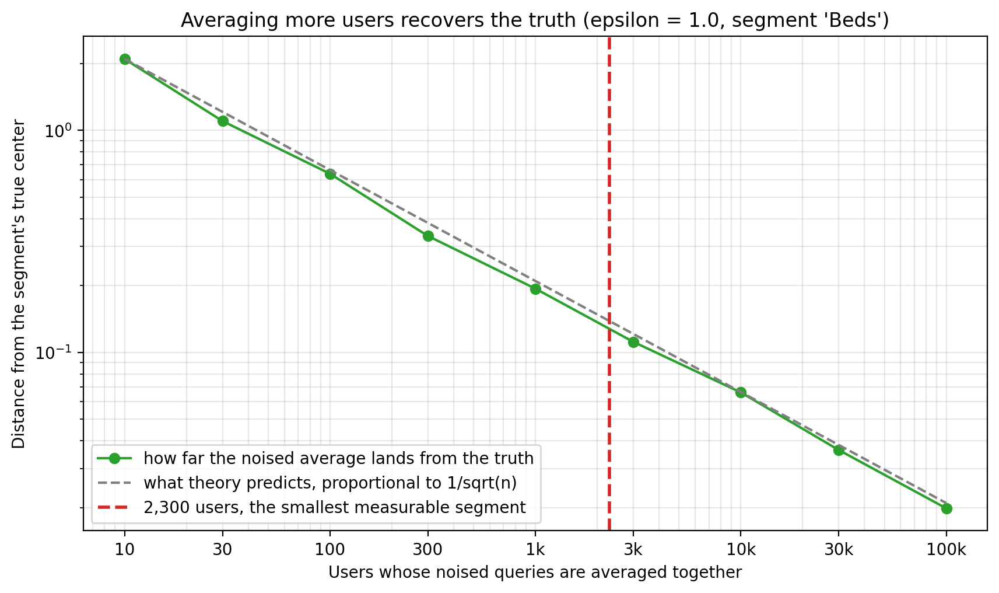 Averaging more users recovers the truth (epsilon = 1.0, segment 'Beds')
Distance from the segment's true center
10⁰
10⁻¹
how far the noised average lands from the truth
what theory predicts, proportional to 1/sqrt(n)
2,300 users, the smallest measurable segment
10 30 100 300 1k 3k 10k 30k 100k
Users whose noised queries are averaged together